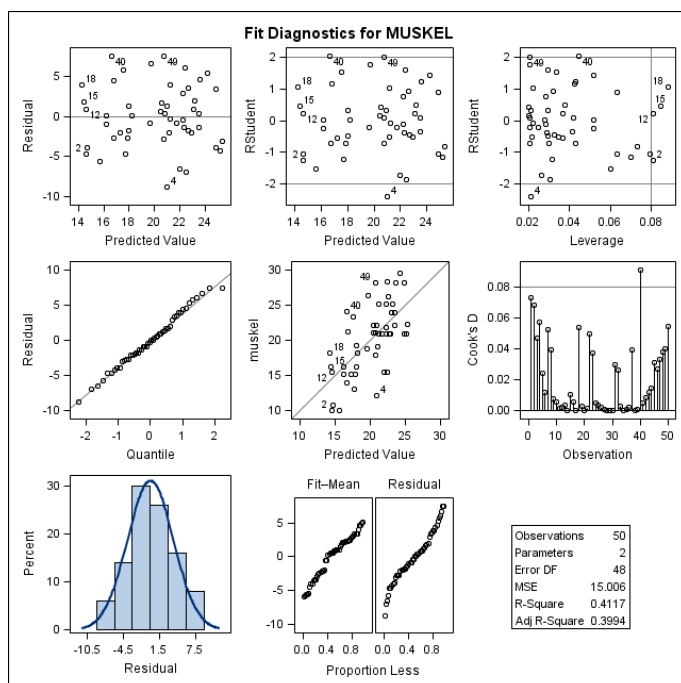 Fit Diagnostics for MUSKEL
Residual
5
0
-5
-10
18
15
12
2
40
49
4
14 16 18 20 22 24
Predicted Value
RStudent
2
1
0
-1
-2
18
15
12
2
40
49
4
14 16 18 20 22 24
Predicted Value
RStudent
2
1
0
-1
-2
49
40
18
15
12
2
4
0.02 0.04 0.06 0.08
Leverage
Residual
10
5
0
-5
-10
-2 -1 0 1 2
Quantile
muskel
30
25
20
15
10
49
40
18
15
12
2
4
10 15 20 25 30
Predicted Value
Cook's D
0.08
0.06
0.04
0.02
0.00
0 10 20 30 40 50
Observation
Percent
30
20
10
0
-10.5 -4.5 1.5 7.5
Residual
Fit–Mean Residual
5
0
-5
-10
0.0 0.4 0.8 0.0 0.4 0.8
Proportion Less
Observations 50
Parameters 2
Error DF 48
MSE 15.006
R-Square 0.4117
Adj R-Square 0.3994